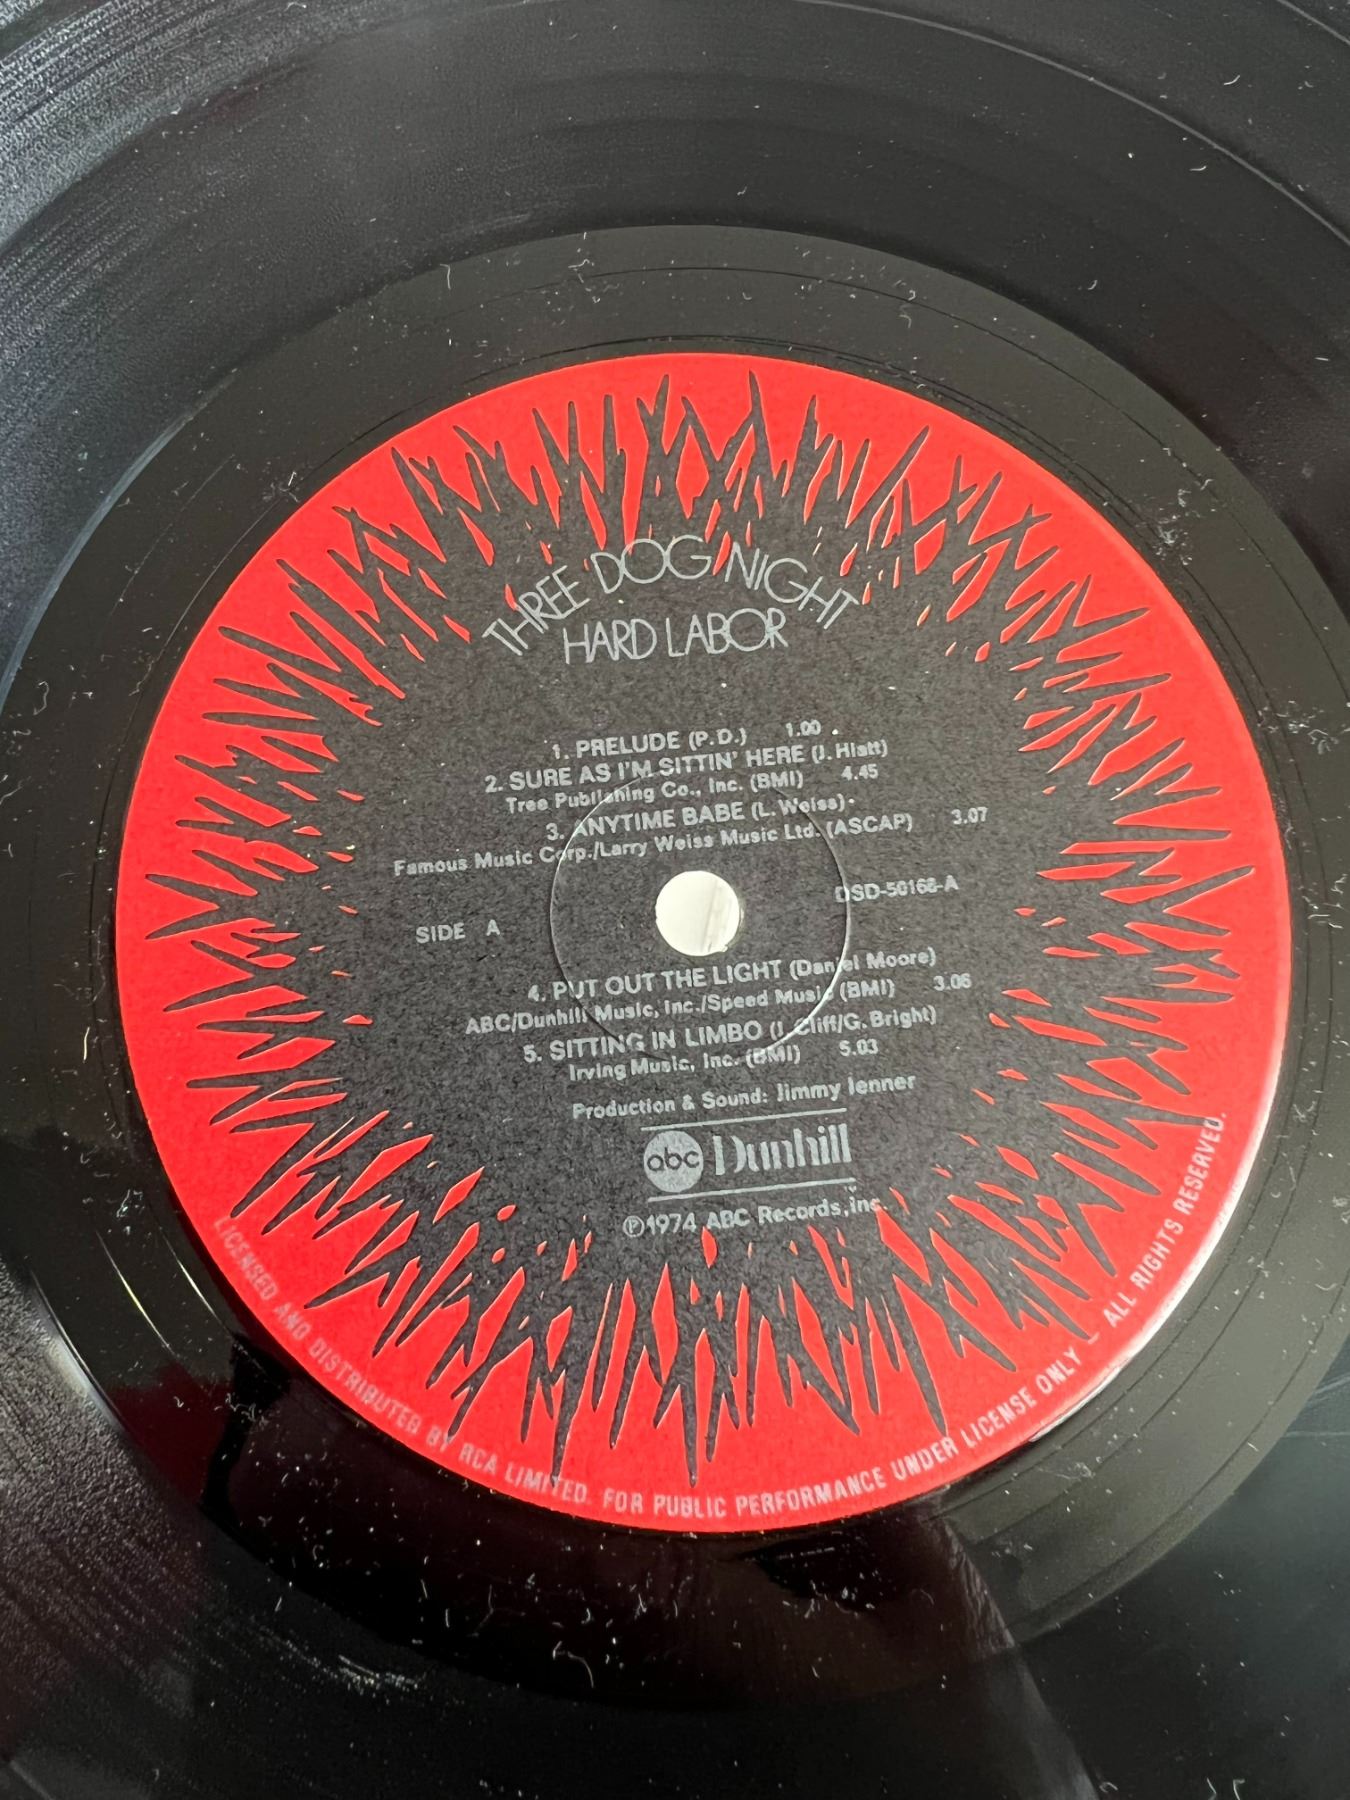 THREE DOG NIGHT
HARD LABOR
1. PRELUDE (P.D.) 1.00
2. SURE AS I'M SITTIN' HERE (J. Hiatt)
Tree Publishing Co., Inc. (BMI) 4.45
3. ANYTIME BABE (L. Weiss)
Famous Music Corp./Larry Weiss Music Ltd. (ASCAP) 3.07
DSD-50168-A
SIDE A
4. PUT OUT THE LIGHT (Daniel Moore)
ABC/Dunhill Music, Inc./Speed Music (BMI) 3.06
5. SITTING IN LIMBO (J. Cliff/G. Bright)
Irving Music, Inc. (BMI) 5.03
Production & Sound: Jimmy Ienner
abc Dunhill
℗1974 ABC Records, Inc.
LICENSED AND DISTRIBUTED BY RCA LIMITED. FOR PUBLIC PERFORMANCE UNDER LICENSE ONLY – ALL RIGHTS RESERVED.